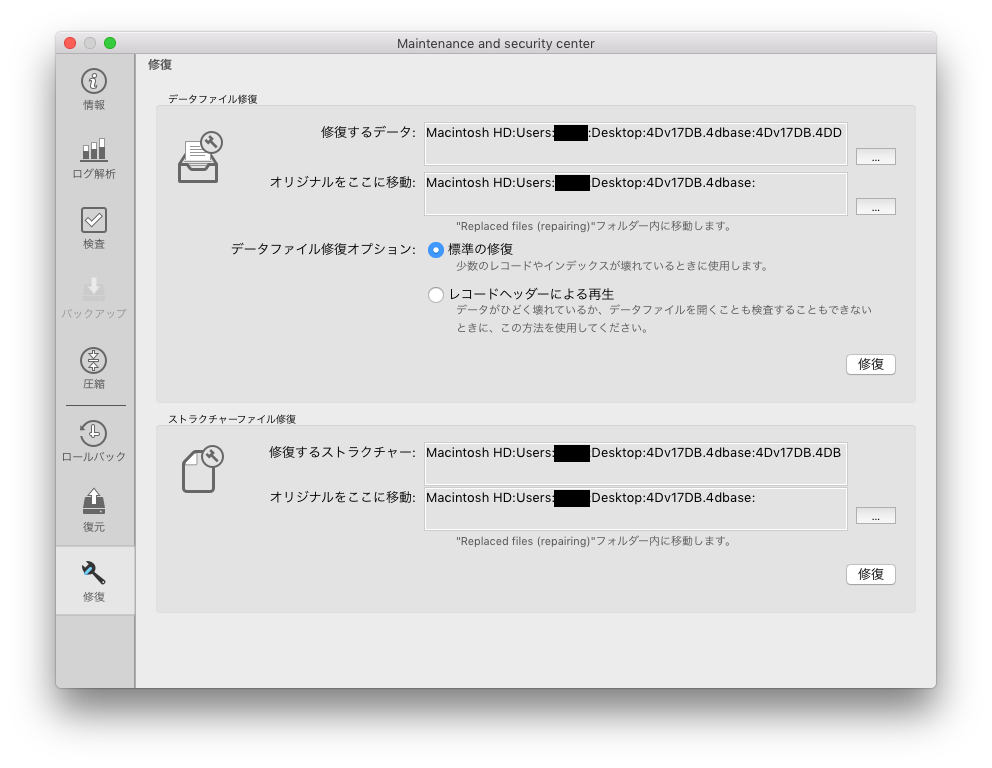 Maintenance and security center
情報
ログ解析
検査
バックアップ
圧縮
ロールバック
復元
修復
修復
データファイル修復
修復するデータ: Macintosh HD:Users: :Desktop:4Dv17DB.4dbase:4Dv17DB.4DD
...
オリジナルをここに移動: Macintosh HD:Users: Desktop:4Dv17DB.4dbase:
...
"Replaced files (repairing)"フォルダー内に移動します。
データファイル修復オプション: 標準の修復
少数のレコードやインデックスが壊れているときに使用します。
レコードヘッダーによる再生
データがひどく壊れているか、データファイルを開くことも検査することもできない
ときに、この方法を使用してください。
修復
ストラクチャーファイル修復
修復するストラクチャー: Macintosh HD:Users: Desktop:4Dv17DB.4dbase:4Dv17DB.4DB
オリジナルをここに移動: Macintosh HD:Users: Desktop:4Dv17DB.4dbase:
...
"Replaced files (repairing)"フォルダー内に移動します。
修復